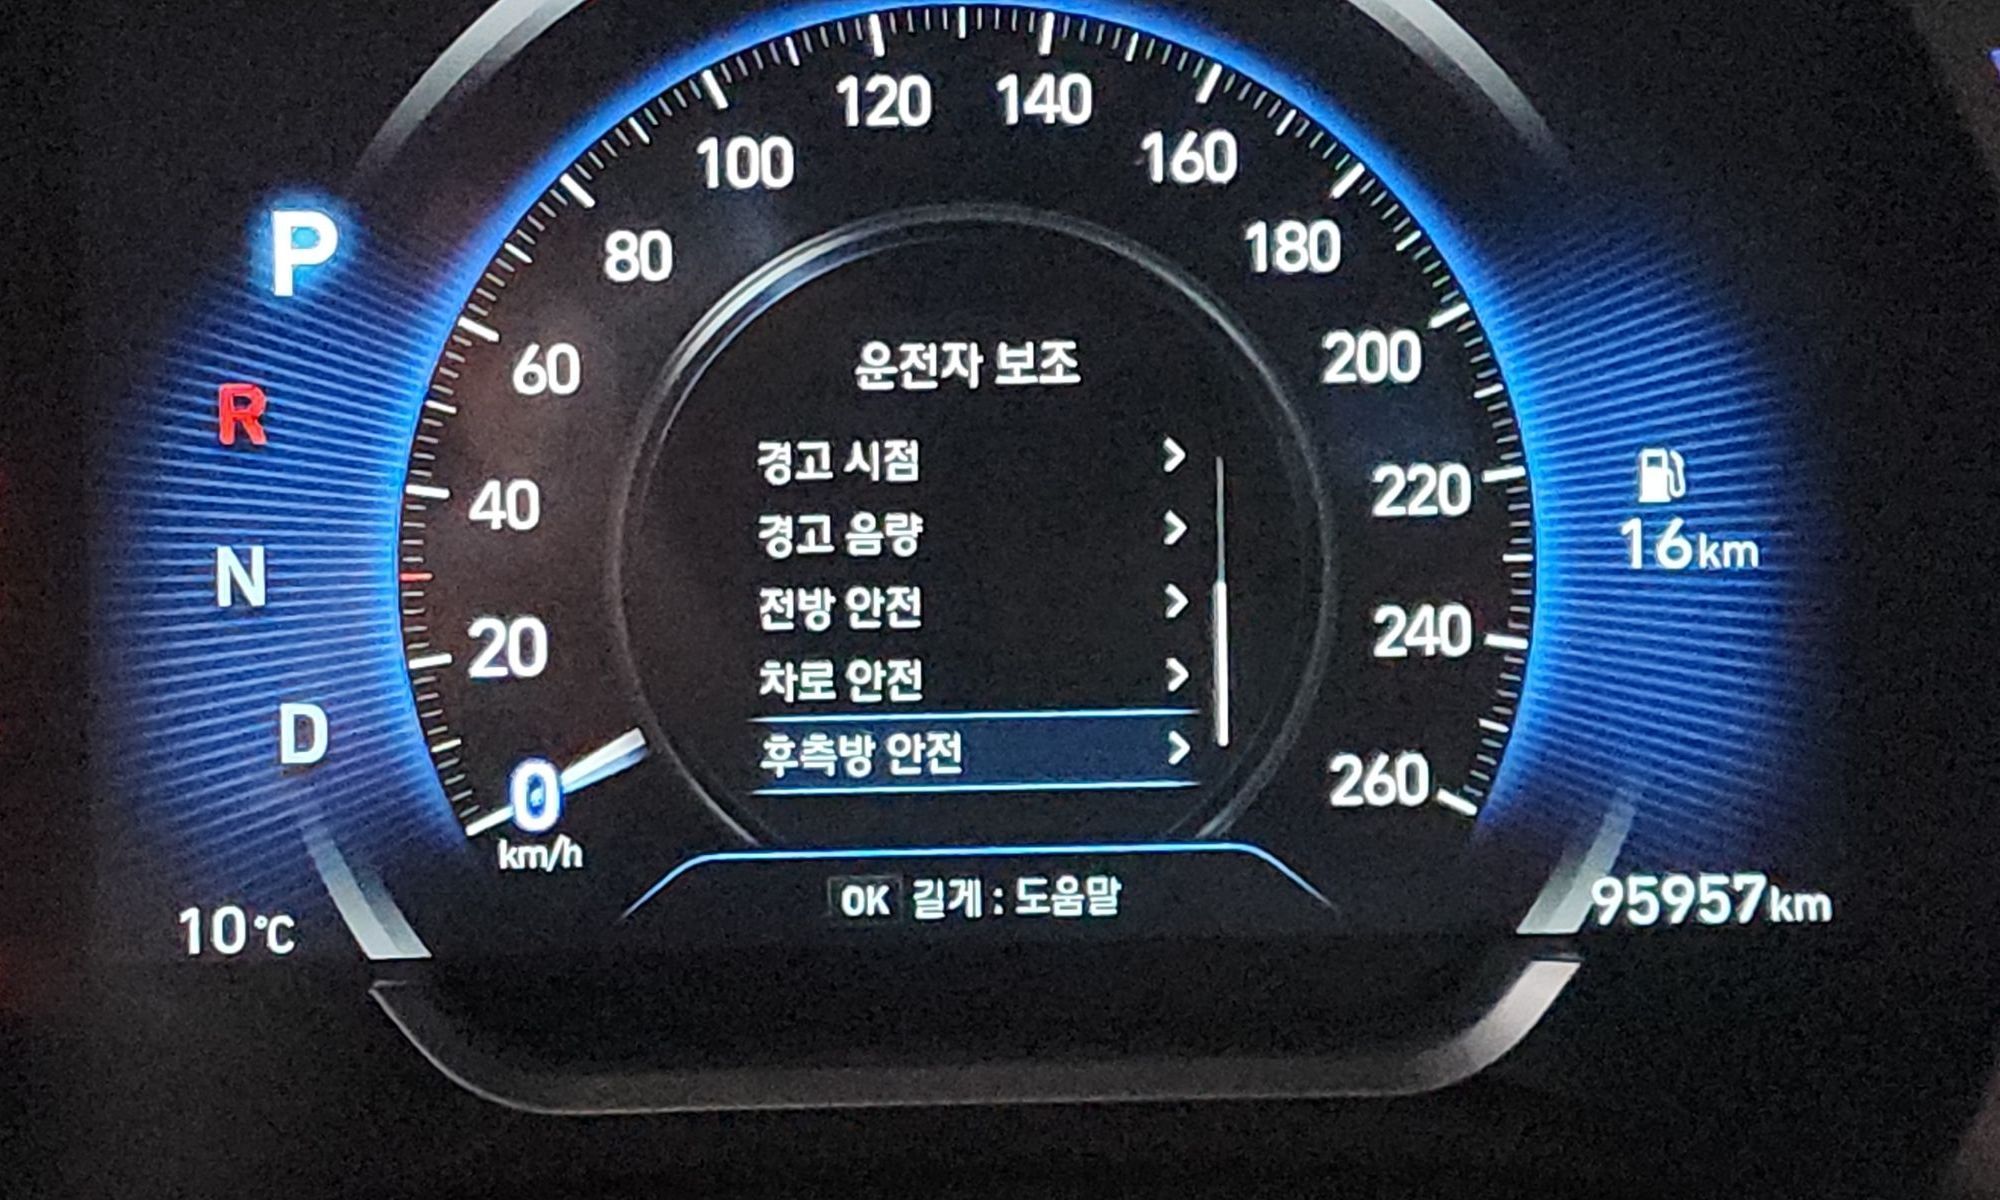 120 140
100 160
P
80 180
60 200
R
40 220
N
20 240
D
0 260
km/h
운전자 보조
경고 시점 >
경고 음량 >
전방 안전 >
차로 안전 >
후측방 안전 >
OK 길게 : 도움말
16km
10°C
95957km